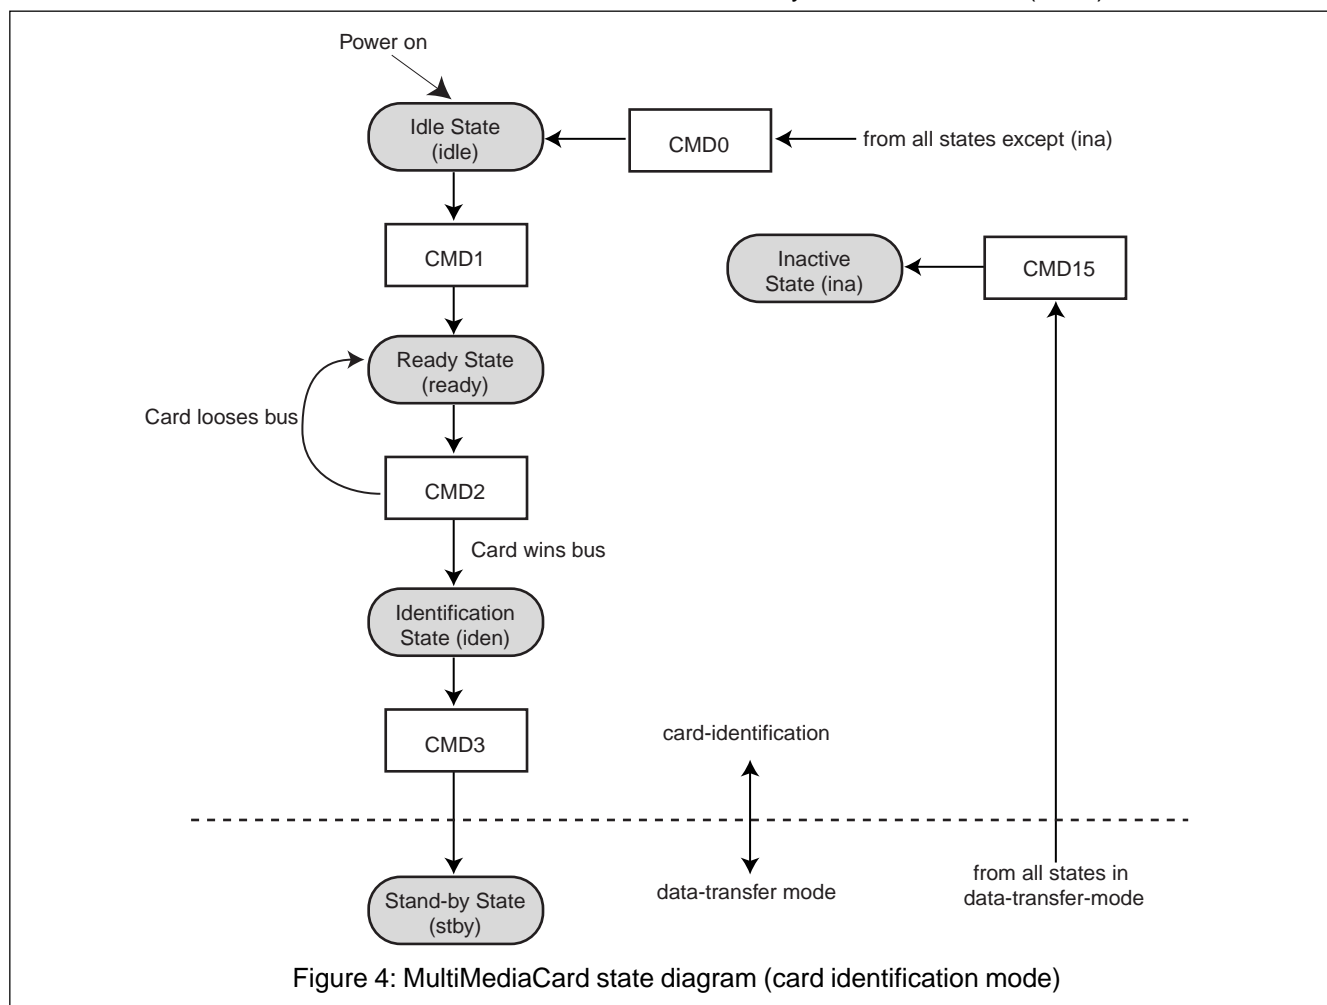 Power on
Idle State
(idle)
CMD0
from all states except (ina)
CMD1
Inactive
State (ina)
CMD15
Ready State
(ready)
Card looses bus
CMD2
Card wins bus
Identification
State (iden)
CMD3
card-identification
data-transfer mode
from all states in
data-transfer-mode
Stand-by State
(stby)
Figure 4: MultiMediaCard state diagram (card identification mode)